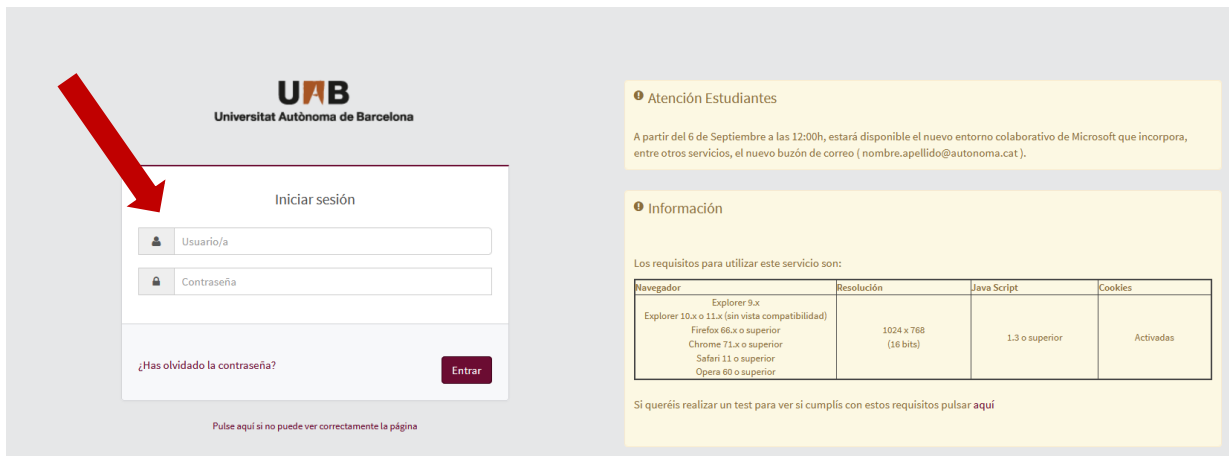 UAB
Universitat Autònoma de Barcelona
Iniciar sesión
Usuario/a
Contraseña
¿Has olvidado la contraseña?
Entrar
Pulse aquí si no puede ver correctamente la página
Atención Estudiantes
A partir del 6 de Septiembre a las 12:00h, estará disponible el nuevo entorno colaborativo de Microsoft que incorpora,
entre otros servicios, el nuevo buzón de correo ( nombre.apellido@autonoma.cat ).
Información
Los requisitos para utilizar este servicio son:
Navegador Resolución Java Script Cookies
Explorer 9.x
Explorer 10.x o 11.x (sin vista compatibilidad)
Firefox 66.x o superior
Chrome 71.x o superior
Safari 11 o superior
Opera 60 o superior
1024 x 768
(16 bits)
1.3 o superior
Activadas
Si queréis realizar un test para ver si cumplís con estos requisitos pulsar aquí